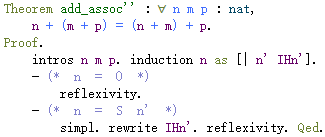 Theorem add_assoc'' : ∀ n m p : nat,
n + (m + p) = (n + m) + p.
Proof.
intros n m p. induction n as [| n' IHn'].
- (* n = 0 *)
reflexivity.
- (* n = S n' *)
simpl. rewrite IHn'. reflexivity. Qed.